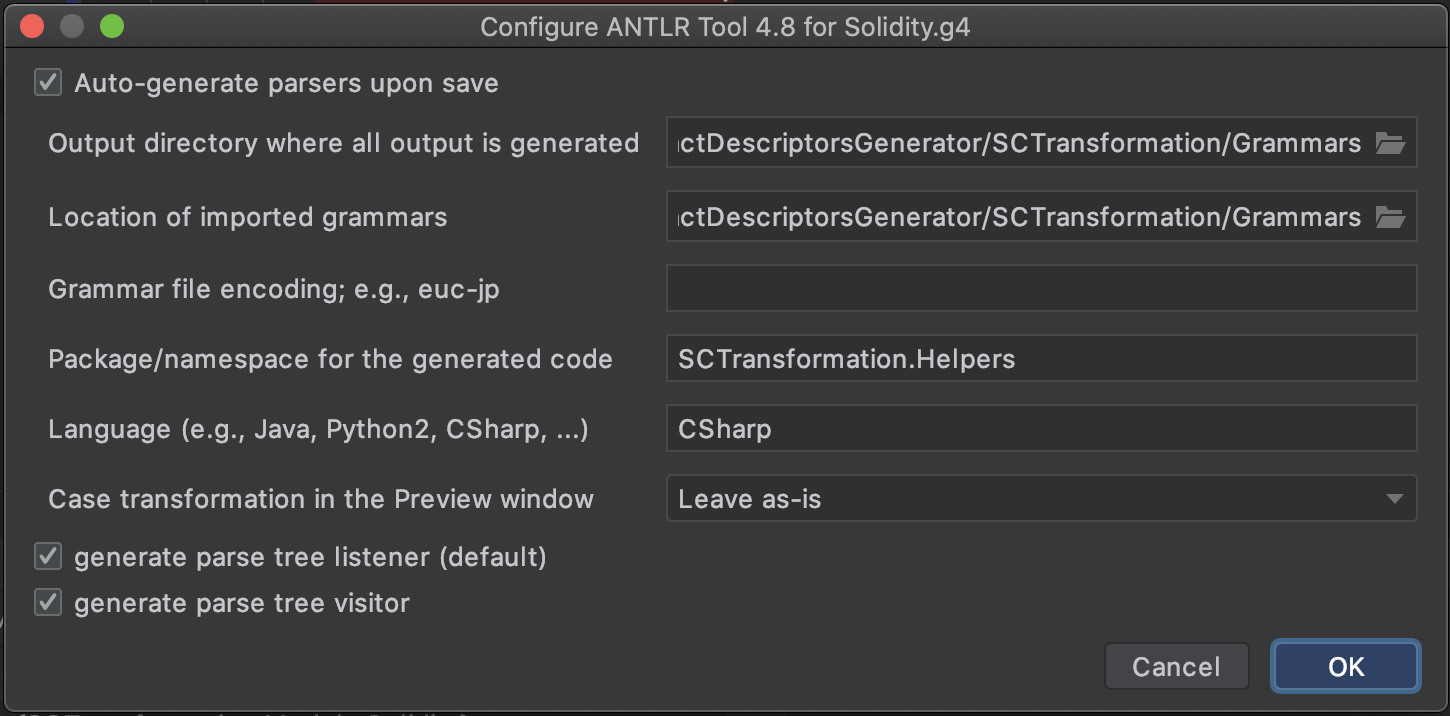 Configure ANTLR Tool 4.8 for Solidity.g4
Auto-generate parsers upon save
Output directory where all output is generated ctDescriptorsGenerator/SCTransformation/Grammars
Location of imported grammars ctDescriptorsGenerator/SCTransformation/Grammars
Grammar file encoding; e.g., euc-jp
Package/namespace for the generated code SCTransformation.Helpers
Language (e.g., Java, Python2, CSharp, ...) CSharp
Case transformation in the Preview window Leave as-is
generate parse tree listener (default)
generate parse tree visitor
Cancel OK